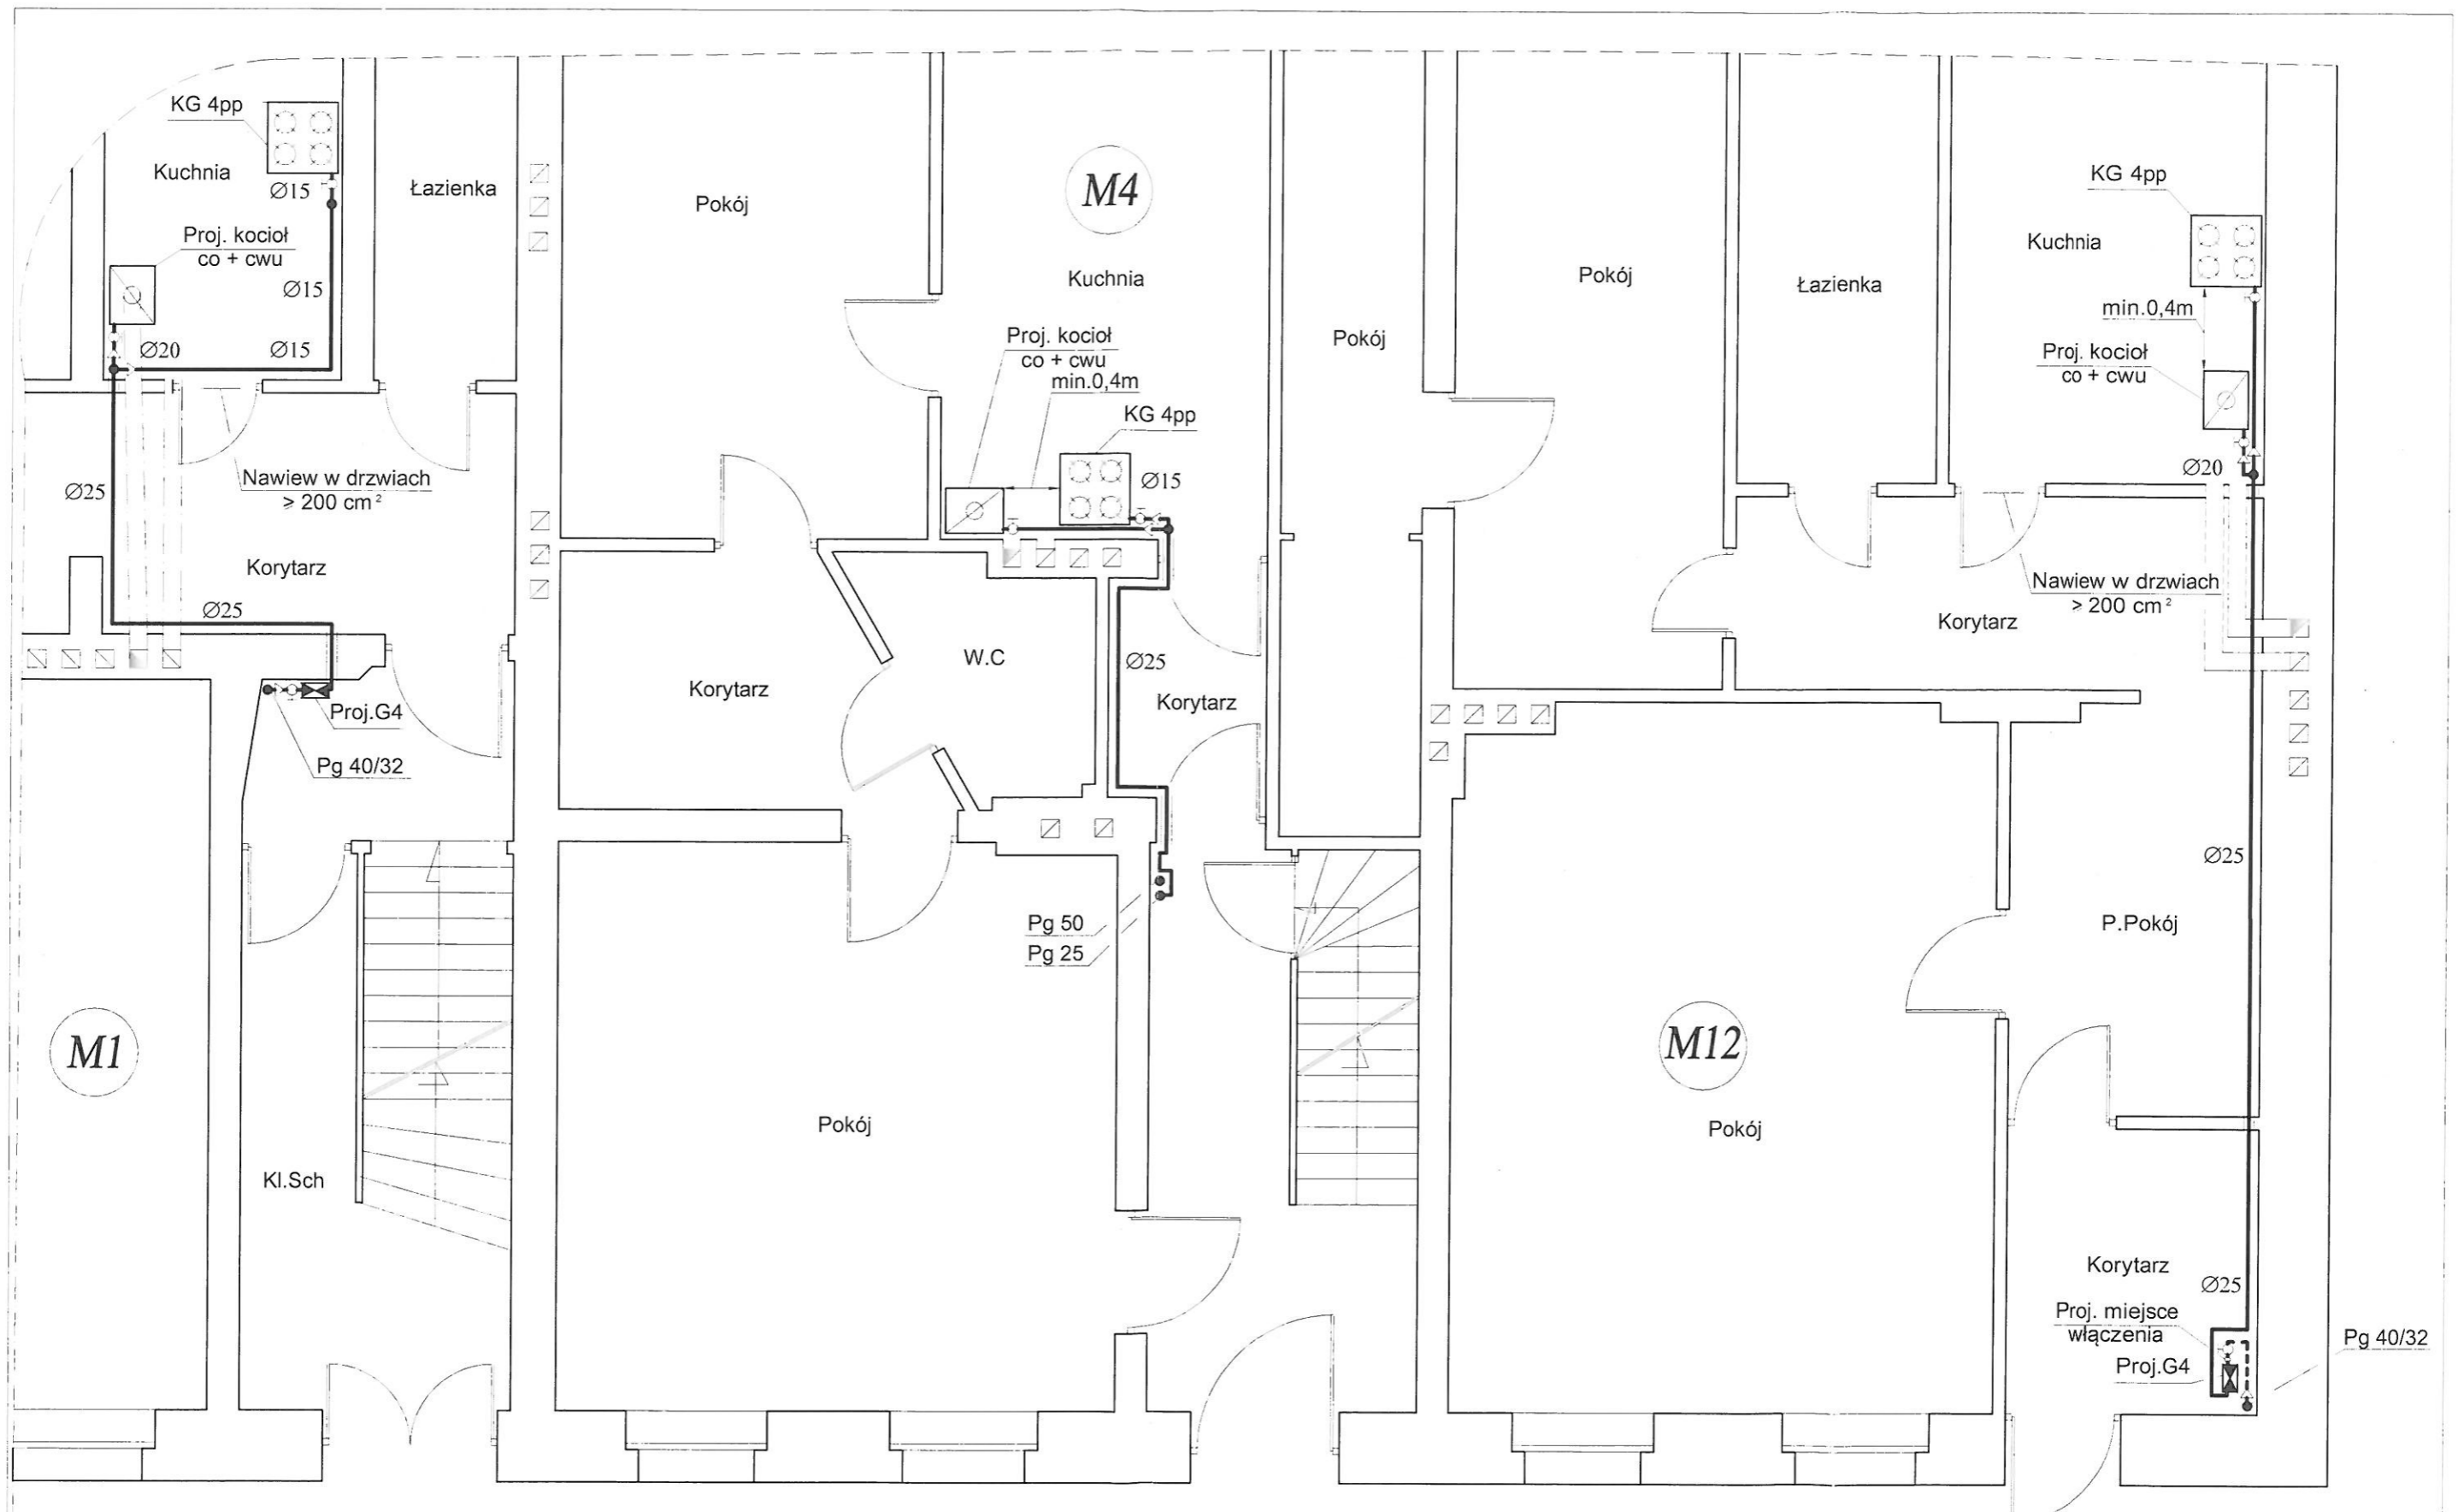 KG 4pp
Kuchnia
Ø15
Łazienka
Proj. kocioł
co + cwu
Ø15
Ø20
Ø15
Nawiew w drzwiach
≥ 200 cm²
Ø25
Korytarz
Ø25
Proj.G4
Pg 40/32
M1
Kl.Sch
Pokój
M4
Kuchnia
Proj. kocioł
co + cwu
min.0,4m
KG 4pp
Ø15
W.C
Korytarz
Ø25
Korytarz
Pg 50
Pg 25
Pokój
Pokój
Pokój
Łazienka
KG 4pp
Kuchnia
min.0,4m
Proj. kocioł
co + cwu
Ø20
Nawiew w drzwiach
> 200 cm²
Korytarz
Ø25
P.Pokój
M12
Pokój
Korytarz
Ø25
Proj. miejsce
włączenia
Proj.G4
Pg 40/32